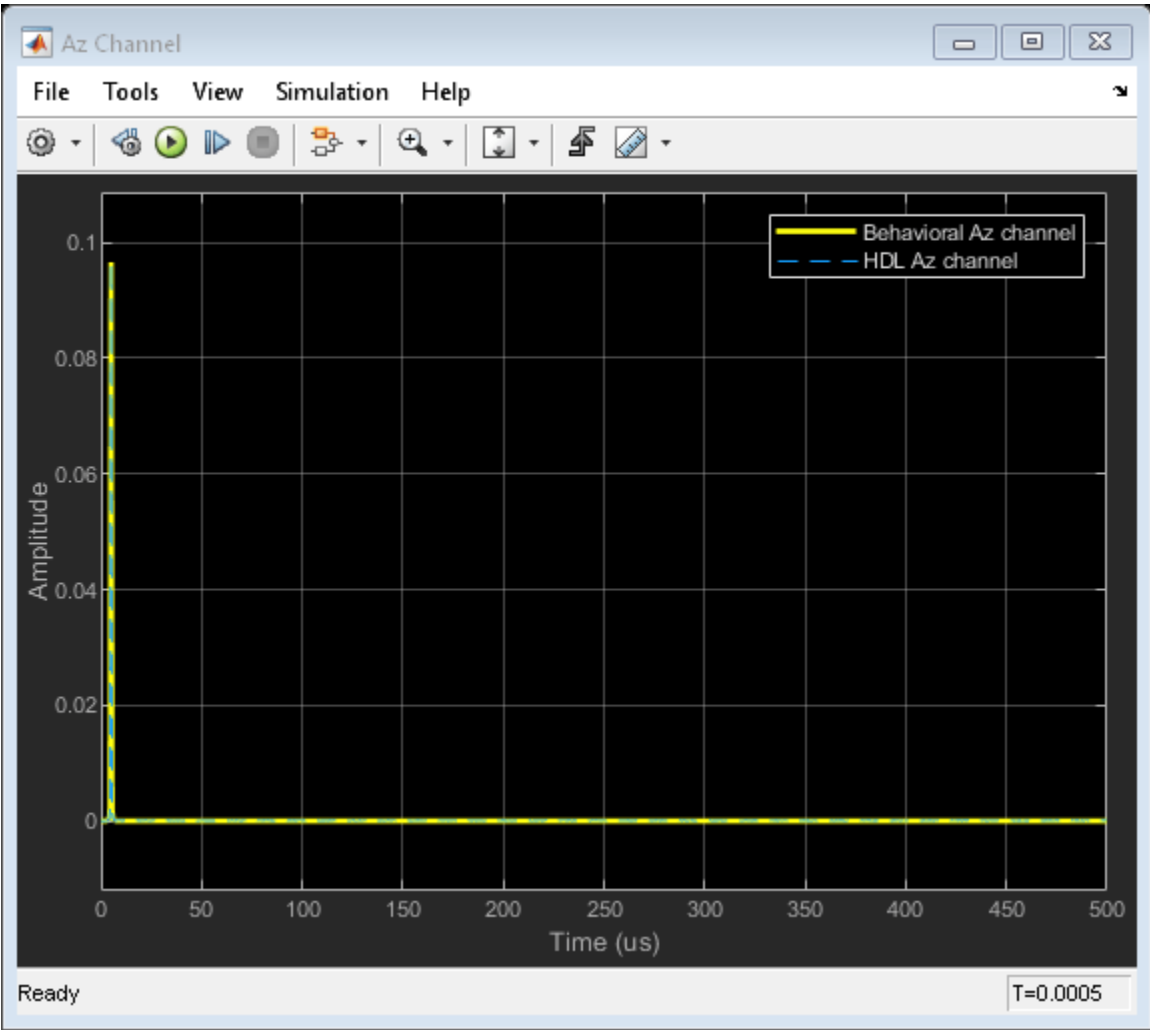 Az Channel
File Tools View Simulation Help
Behavioral Az channel
HDL Az channel
0.1
0.08
0.06
0.04
0.02
0
Amplitude
0 50 100 150 200 250 300 350 400 450 500
Time (us)
Ready T=0.0005